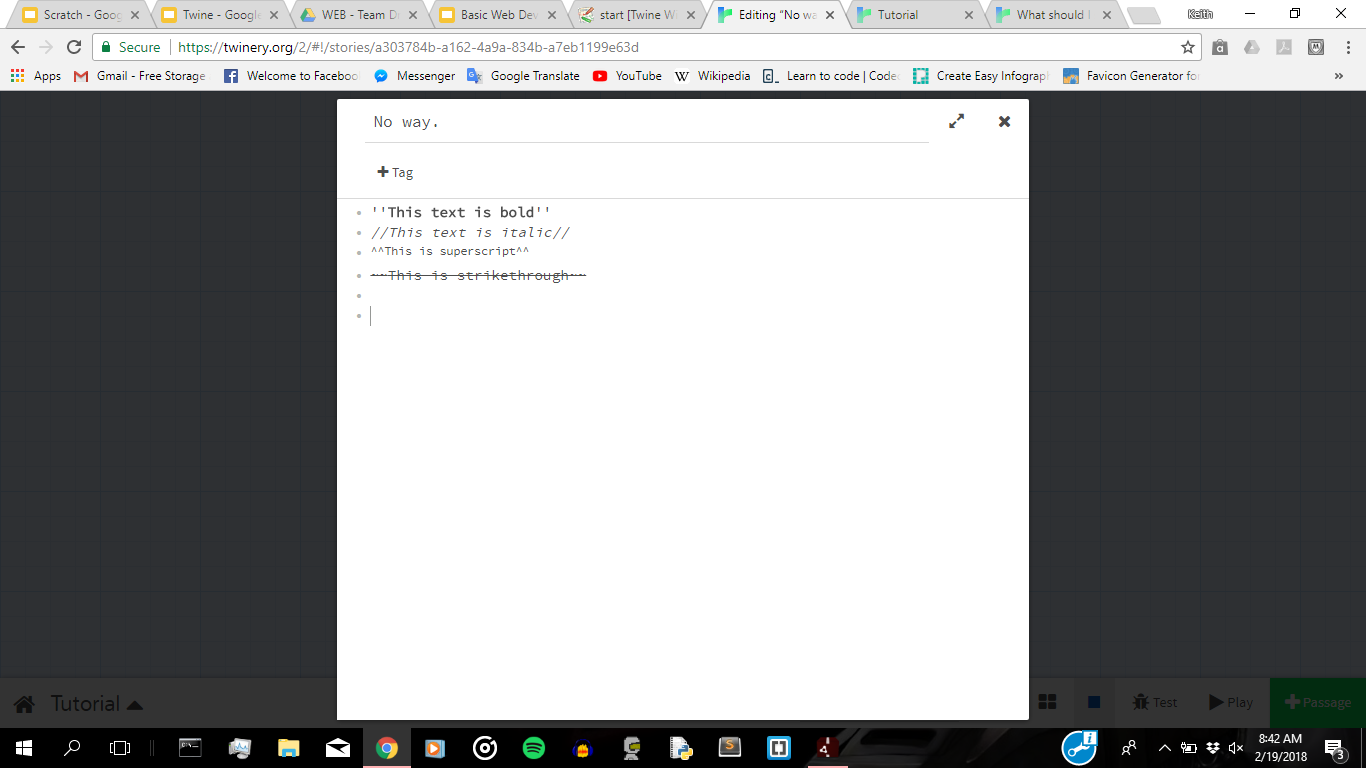 Scratch - Goog
Twine - Google
WEB - Team D
Basic Web Dev
start [Twine W
Editing “No wa
Tutorial
What should I
Keith
Secure
https://twinery.org/2/#!/stories/a303784b-a162-4a9a-834b-a7eb1199e63d
Apps
Gmail - Free Storage
Welcome to Faceboo
Messenger
Google Translate
YouTube
Wikipedia
Learn to code | Code
Create Easy Infograp
Favicon Generator fo
»
No way.
+ Tag
''This text is bold''
//This text is italic//
^^This is superscript^^
~~This is strikethrough~~
Tutorial
Test
Play
+ Passage
8:42 AM
2/19/2018
3